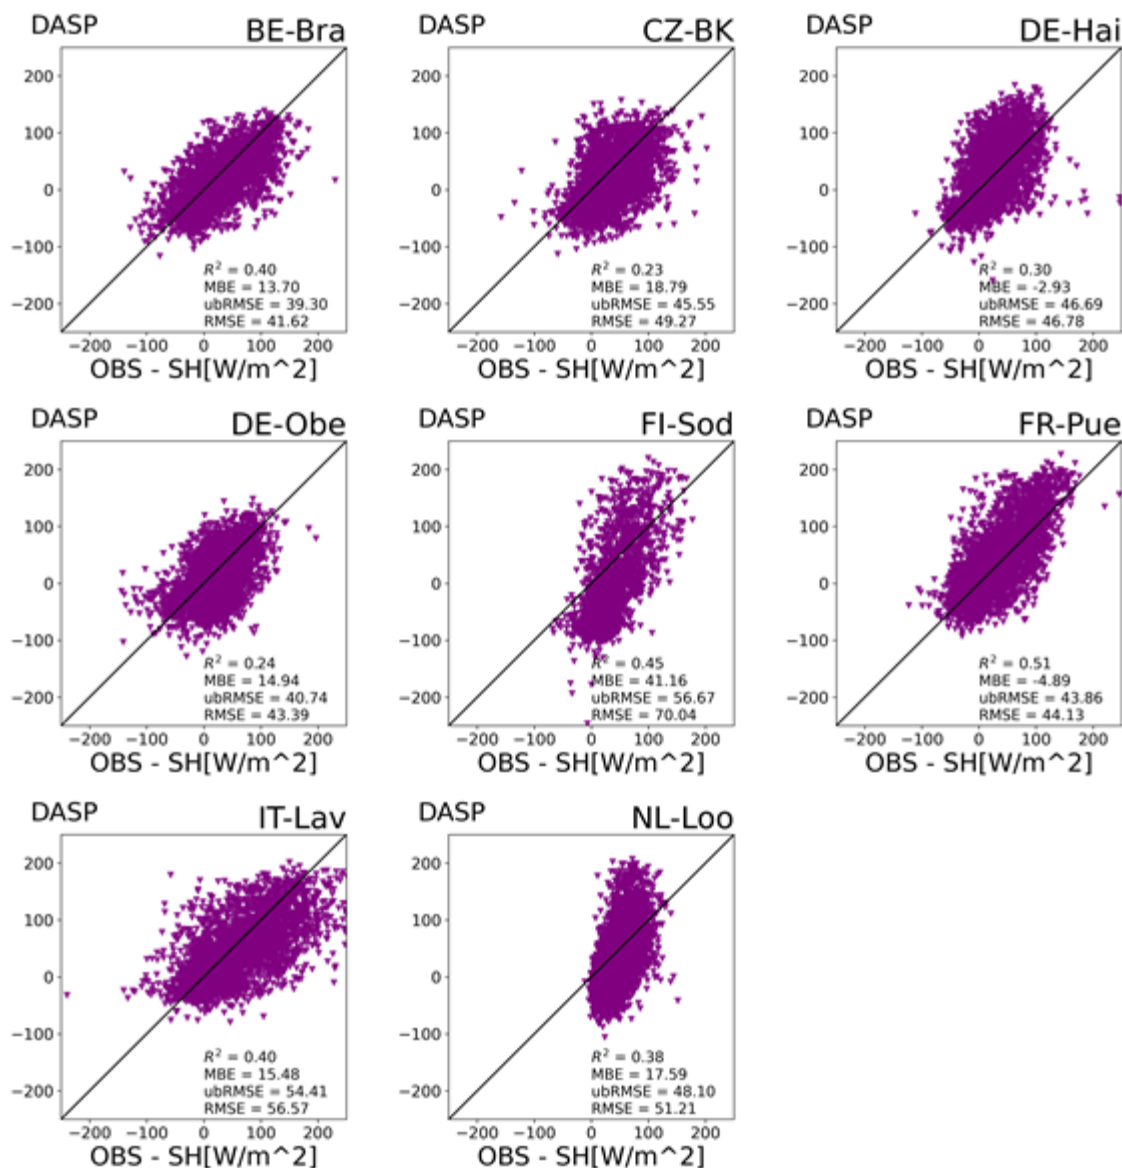 DASP BE-Bra
200
100
0
−100
−200
R² = 0.40
MBE = 13.70
ubRMSE = 39.30
RMSE = 41.62
−200 −100 0 100 200
OBS - SH[W/m^2]
DASP CZ-BK
200
100
0
−100
−200
R² = 0.23
MBE = 18.79
ubRMSE = 45.55
RMSE = 49.27
−200 −100 0 100 200
OBS - SH[W/m^2]
DASP DE-Hai
200
100
0
−100
−200
R² = 0.30
MBE = -2.93
ubRMSE = 46.69
RMSE = 46.78
−200 −100 0 100 200
OBS - SH[W/m^2]
DASP DE-Obe
200
100
0
−100
−200
R² = 0.24
MBE = 14.94
ubRMSE = 40.74
RMSE = 43.39
−200 −100 0 100 200
OBS - SH[W/m^2]
DASP FI-Sod
200
100
0
−100
−200
R² = 0.45
MBE = 41.16
ubRMSE = 56.67
RMSE = 70.04
−200 −100 0 100 200
OBS - SH[W/m^2]
DASP FR-Pue
200
100
0
−100
−200
R² = 0.51
MBE = -4.89
ubRMSE = 43.86
RMSE = 44.13
−200 −100 0 100 200
OBS - SH[W/m^2]
DASP IT-Lav
200
100
0
−100
−200
R² = 0.40
MBE = 15.48
ubRMSE = 54.41
RMSE = 56.57
−200 −100 0 100 200
OBS - SH[W/m^2]
DASP NL-Loo
200
100
0
−100
−200
R² = 0.38
MBE = 17.59
ubRMSE = 48.10
RMSE = 51.21
−200 −100 0 100 200
OBS - SH[W/m^2]